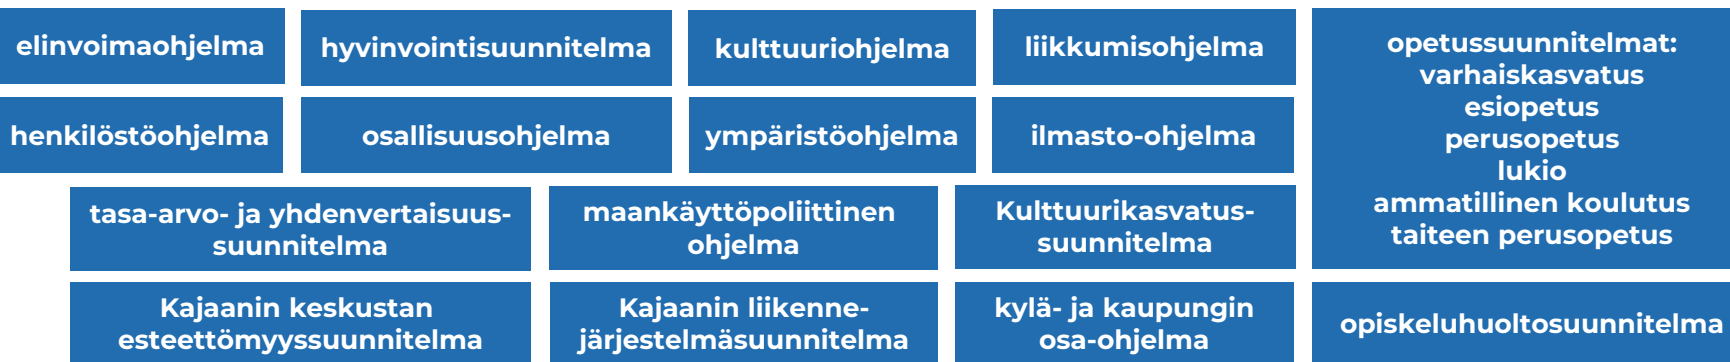 elinvoimaohjelma
hyvinvointisuunnitelma
kulttuuriohjelma
liikkumisohjelma
opetussuunnitelmat:
varhaiskasvatus
esiopetus
perusopetus
lukio
ammatillinen koulutus
taiteen perusopetus
henkilöstöohjelma
osallisuusohjelma
ympäristöohjelma
ilmasto-ohjelma
tasa-arvo- ja yhdenvertaisuus-
suunnitelma
maankäyttöpoliittinen
ohjelma
Kulttuurikasvatus-
suunnitelma
Kajaanin keskustan
esteettömyyssuunnitelma
Kajaanin liikenne-
järjestelmäsuunnitelma
kylä- ja kaupungin
osa-ohjelma
opiskeluhuoltosuunnitelma